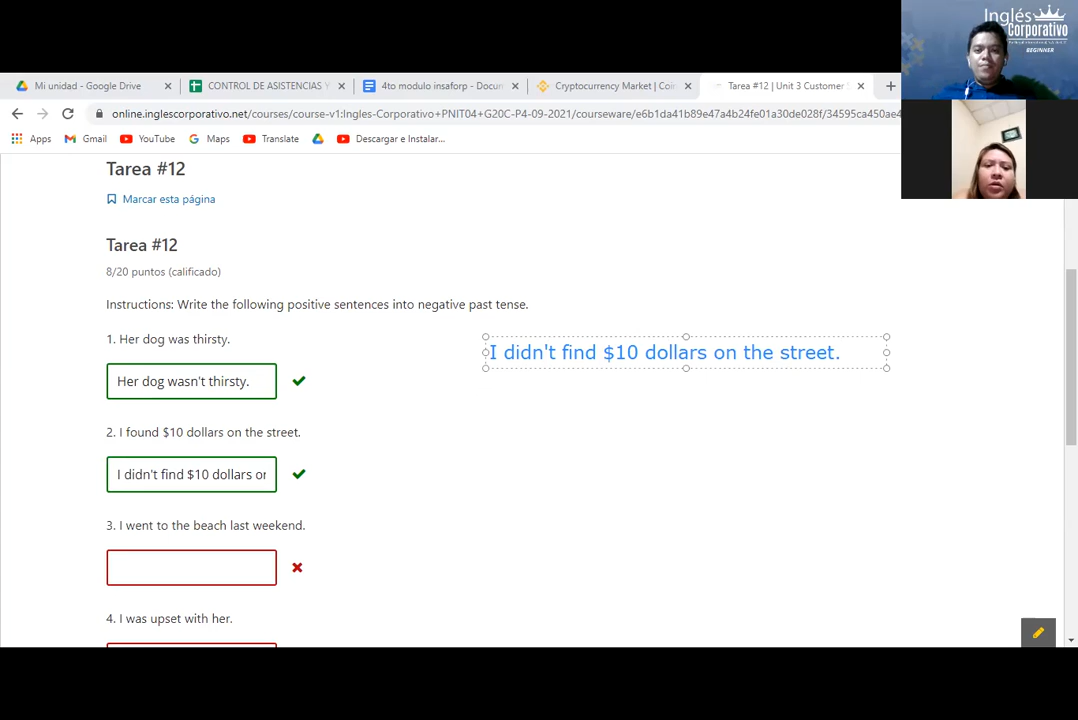 Inglés
Corporativo
BEGINNER
Mi unidad - Google Drive
CONTROL DE ASISTENCIAS Y
4to modulo insaforp - Docun
Cryptocurrency Market | Coin
Tarea #12 | Unit 3 Customer S
online.inglescorporativo.net/courses/course-v1:Ingles-Corporativo+PNIT04+G20C-P4-09-2021/courseware/e6b1da41b89e47a4b24fe01a30de028f/34595ca450ae4
Apps
Gmail
YouTube
Maps
Translate
Descargar e Instalar...
Tarea #12
Marcar esta página
Tarea #12
8/20 puntos (calificado)
Instructions: Write the following positive sentences into negative past tense.
1. Her dog was thirsty.
I didn't find $10 dollars on the street.
Her dog wasn't thirsty.
2. I found $10 dollars on the street.
I didn't find $10 dollars or
3. I went to the beach last weekend.
4. I was upset with her.